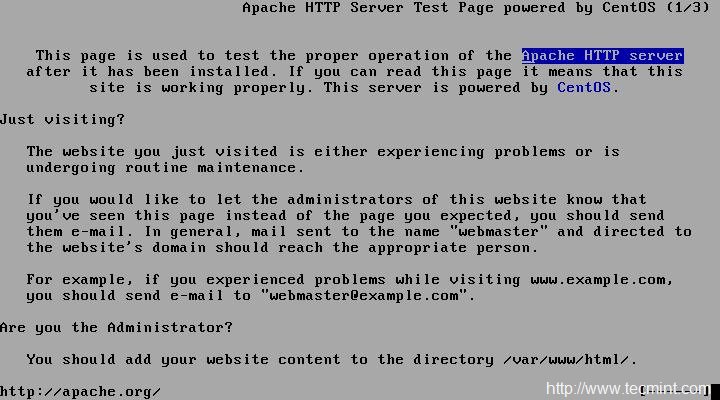 Apache HTTP Server Test Page powered by CentOS (1/3)
This page is used to test the proper operation of the Apache HTTP server
after it has been installed. If you can read this page it means that this
site is working properly. This server is powered by CentOS.
Just visiting?
The website you just visited is either experiencing problems or is
undergoing routine maintenance.
If you would like to let the administrators of this website know that
you've seen this page instead of the page you expected, you should send
them e-mail. In general, mail sent to the name "webmaster" and directed to
the website's domain should reach the appropriate person.
For example, if you experienced problems while visiting www.example.com,
you should send e-mail to "webmaster@example.com".
Are you the Administrator?
You should add your website content to the directory /var/www/html/.
http://apache.org/
[------]
http://www.tecmint.com